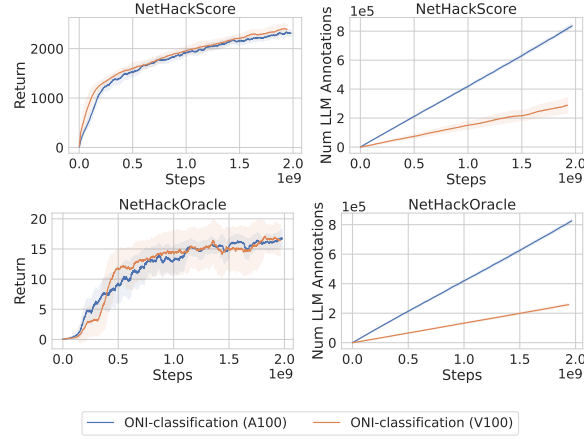 NetHackScore
Return
2000
1000
0
0.0 0.5 1.0 1.5 2.0
Steps
1e9
NetHackScore
1e5
Num LLM Annotations
8
6
4
2
0
0.0 0.5 1.0 1.5 2.0
Steps
1e9
NetHackOracle
Return
20
15
10
5
0
0.0 0.5 1.0 1.5 2.0
Steps
1e9
NetHackOracle
1e5
Num LLM Annotations
8
6
4
2
0
0.0 0.5 1.0 1.5 2.0
Steps
1e9
ONI-classification (A100) ONI-classification (V100)